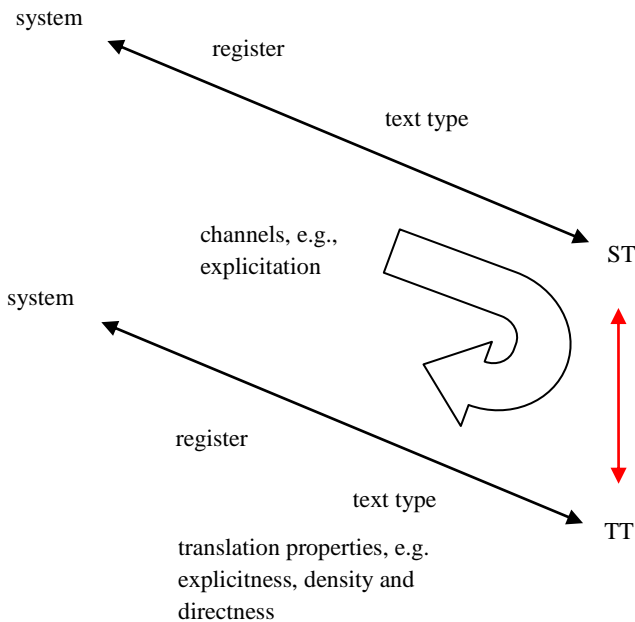 system
register
text type
channels, e.g.,
explicitation
ST
system
register
text type
TT
translation properties, e.g.
explicitness, density and
directness